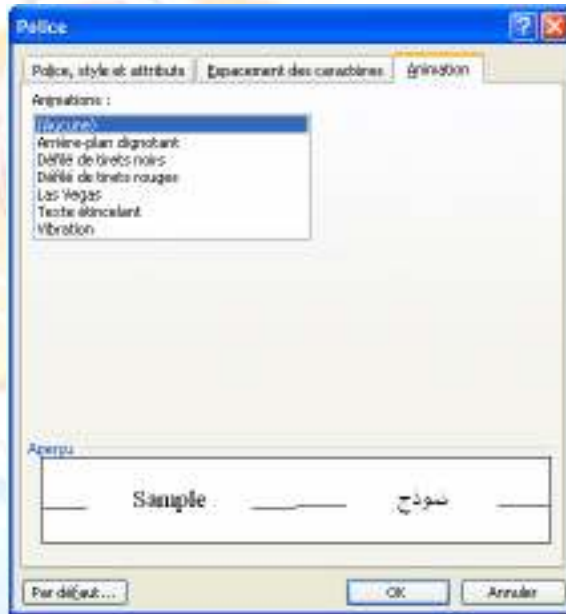 Police
Police, style et attributs Espacement des caractères Animation
Animations :
(Aucune)
Arrière-plan clignotant
Défilé de tirets noirs
Défilé de tirets rouges
Las Vegas
Texte étincelant
Vibration
Aperçu
Sample نموذج
Par défaut... OK Annuler